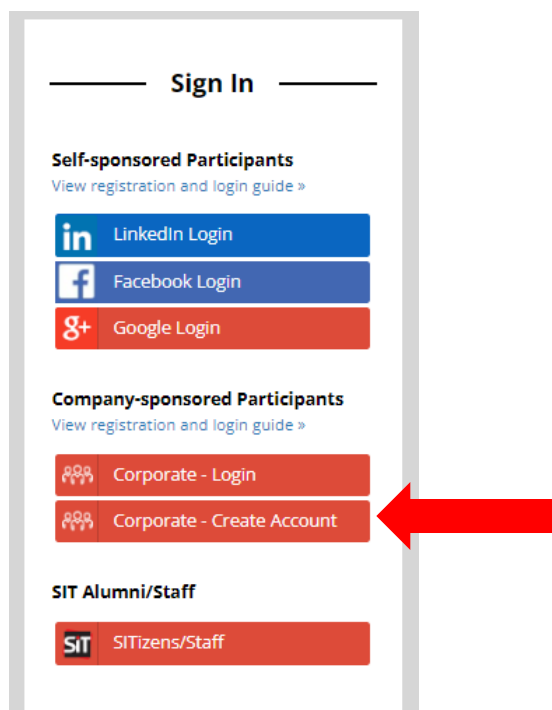 Sign In
Self-sponsored Participants
View registration and login guide »
in LinkedIn Login
f Facebook Login
g+ Google Login
Company-sponsored Participants
View registration and login guide »
Corporate - Login
Corporate - Create Account
SIT Alumni/Staff
SiT SITizens/Staff